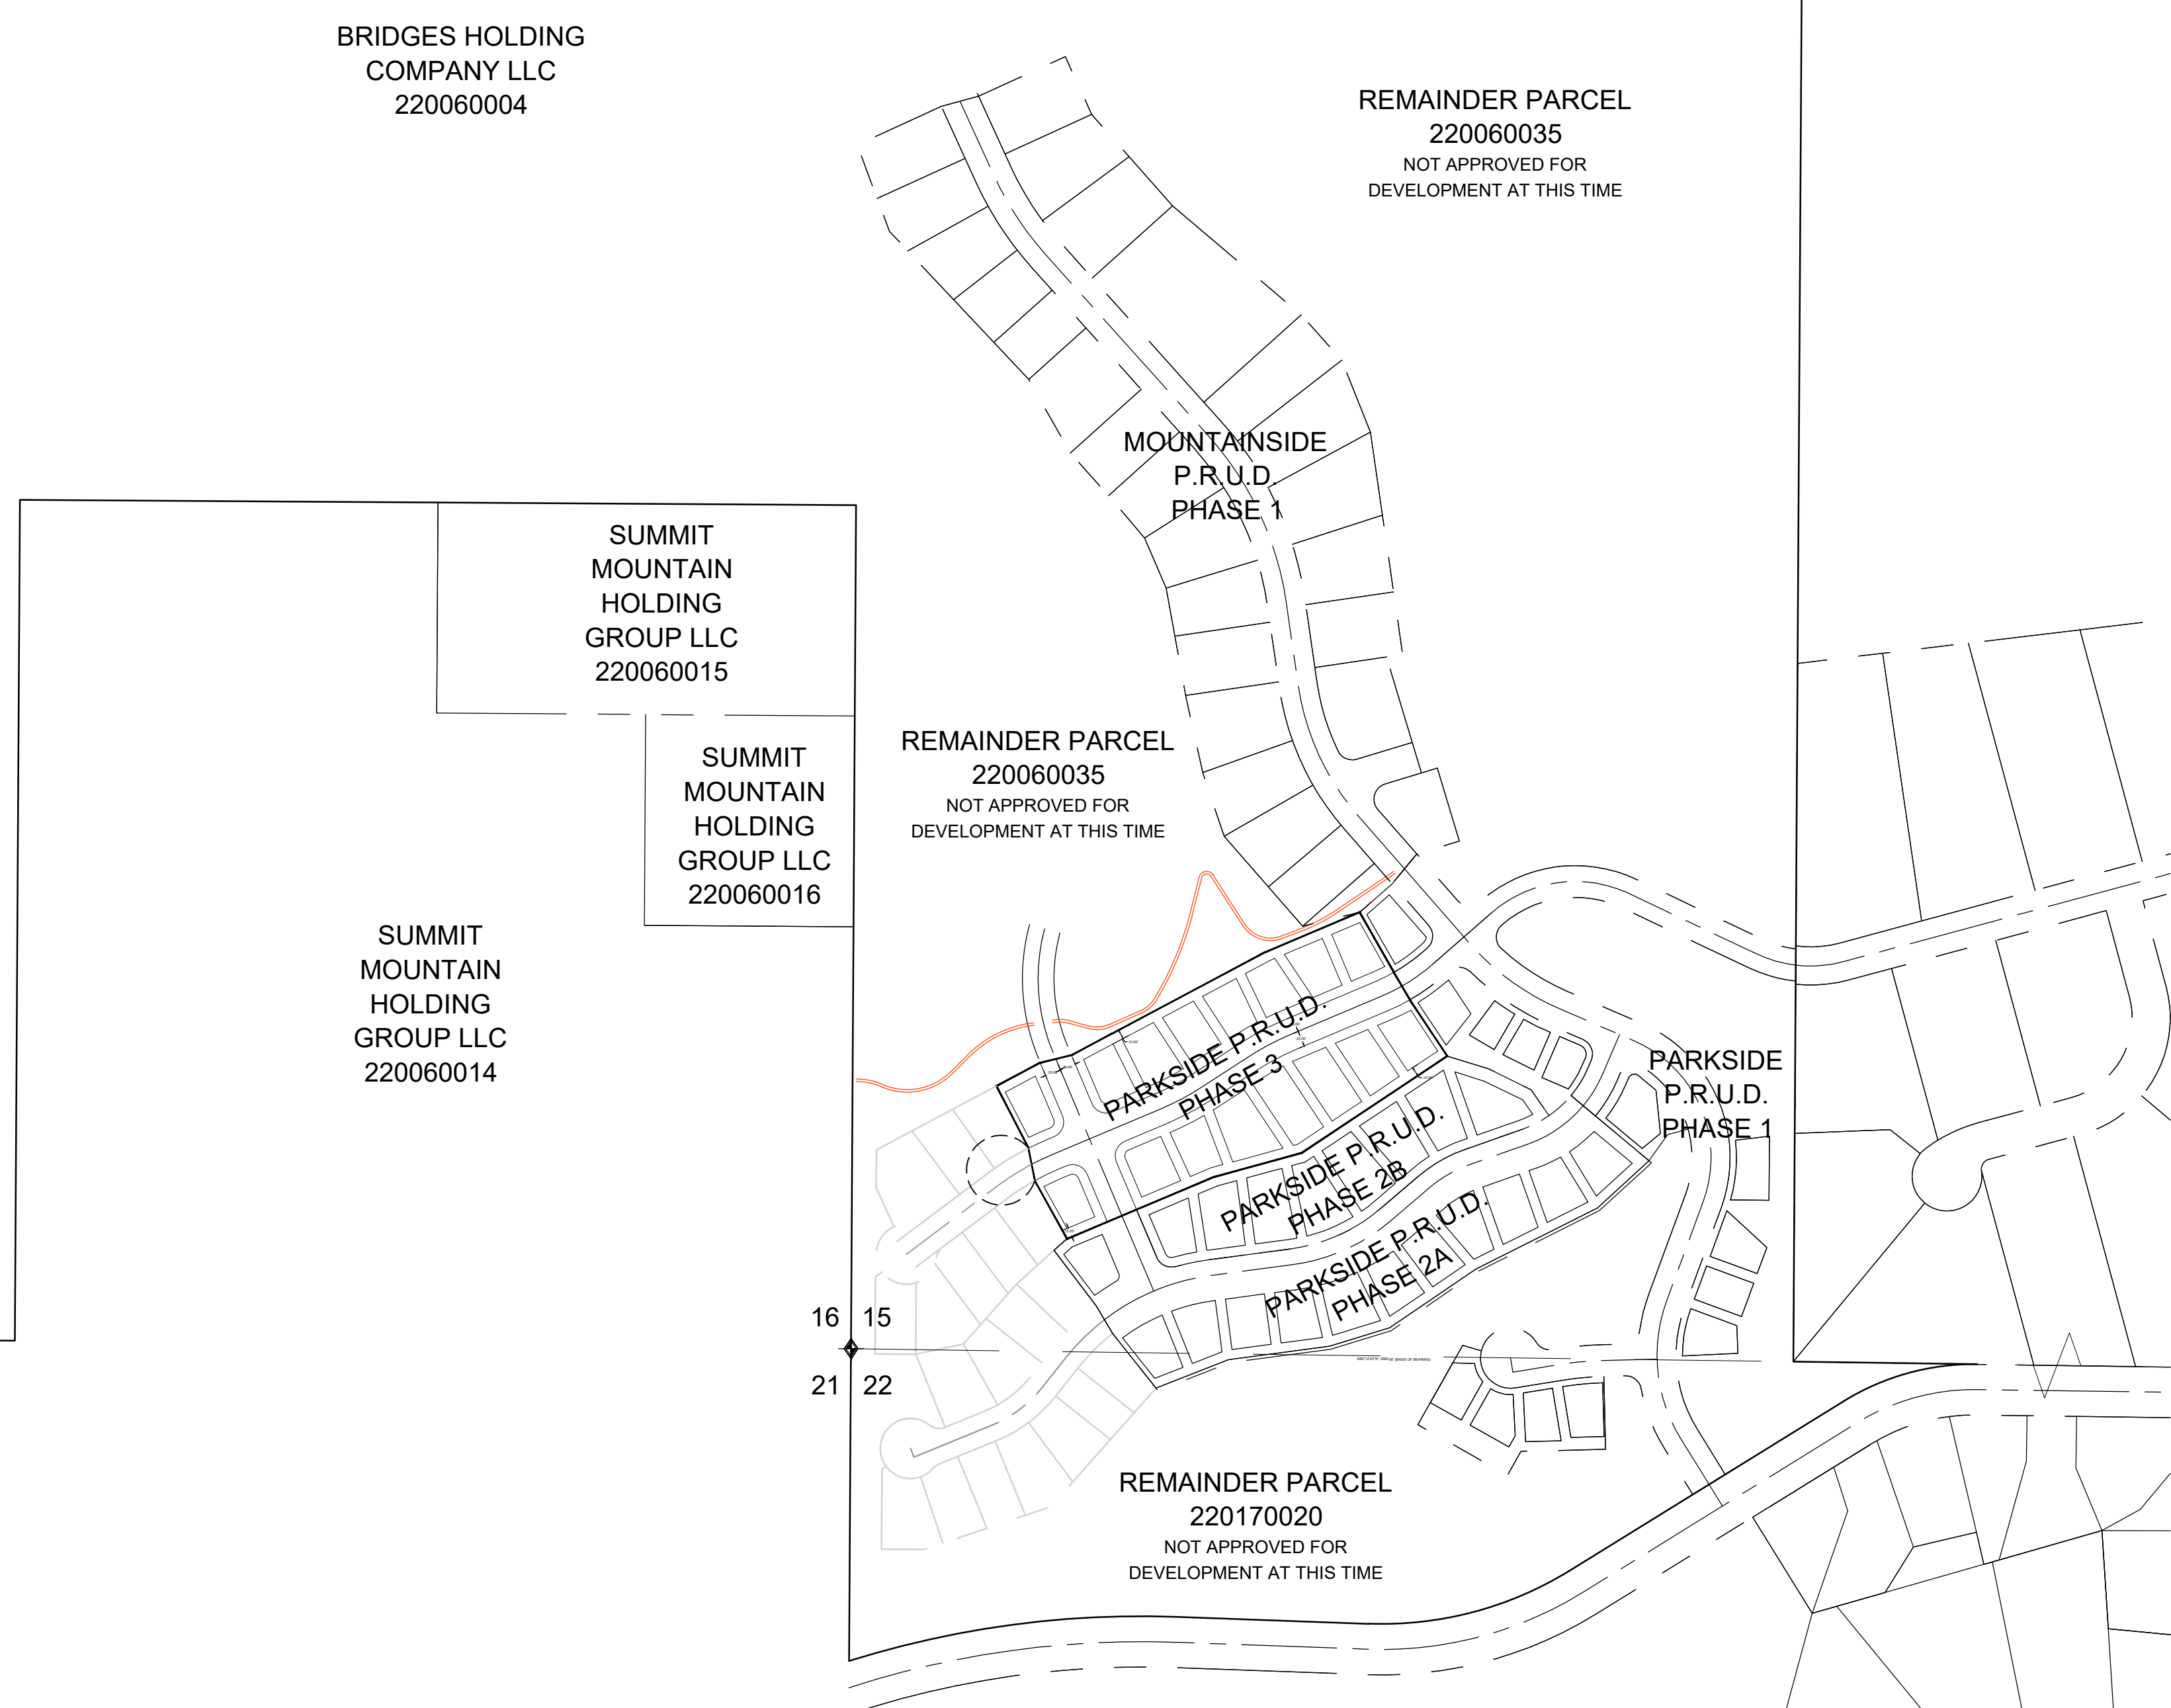 BRIDGES HOLDING
COMPANY LLC
220060004
REMAINDER PARCEL
220060035
NOT APPROVED FOR
DEVELOPMENT AT THIS TIME
MOUNTAINSIDE
P.R.U.D.
PHASE 1
SUMMIT
MOUNTAIN
HOLDING
GROUP LLC
220060015
SUMMIT
MOUNTAIN
HOLDING
GROUP LLC
220060016
REMAINDER PARCEL
220060035
NOT APPROVED FOR
DEVELOPMENT AT THIS TIME
SUMMIT
MOUNTAIN
HOLDING
GROUP LLC
220060014
PARKSIDE P.R.U.D.
PHASE 3
PARKSIDE
P.R.U.D.
PHASE 1
PARKSIDE P.R.U.D.
PHASE 2B
PARKSIDE P.R.U.D.
PHASE 2A
16 15
21 22
REMAINDER PARCEL
220170020
NOT APPROVED FOR
DEVELOPMENT AT THIS TIME